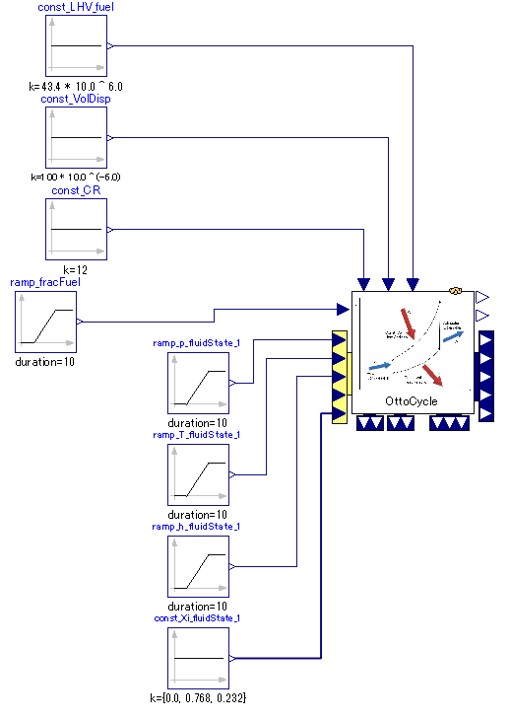 const_LHV_fuel
k=43.4 * 10.0 ^ 6.0
const_VolDisp
k=100 * 10.0 ^(-6.0)
const_CR
k=12
ramp_fracFuel
duration=10
ramp_p_fluidState_1
duration=10
ramp_T_fluidState_1
duration=10
ramp_h_fluidState_1
duration=10
const_Xi_fluidState_1
k={0.0, 0.768, 0.232}
OttoCycle